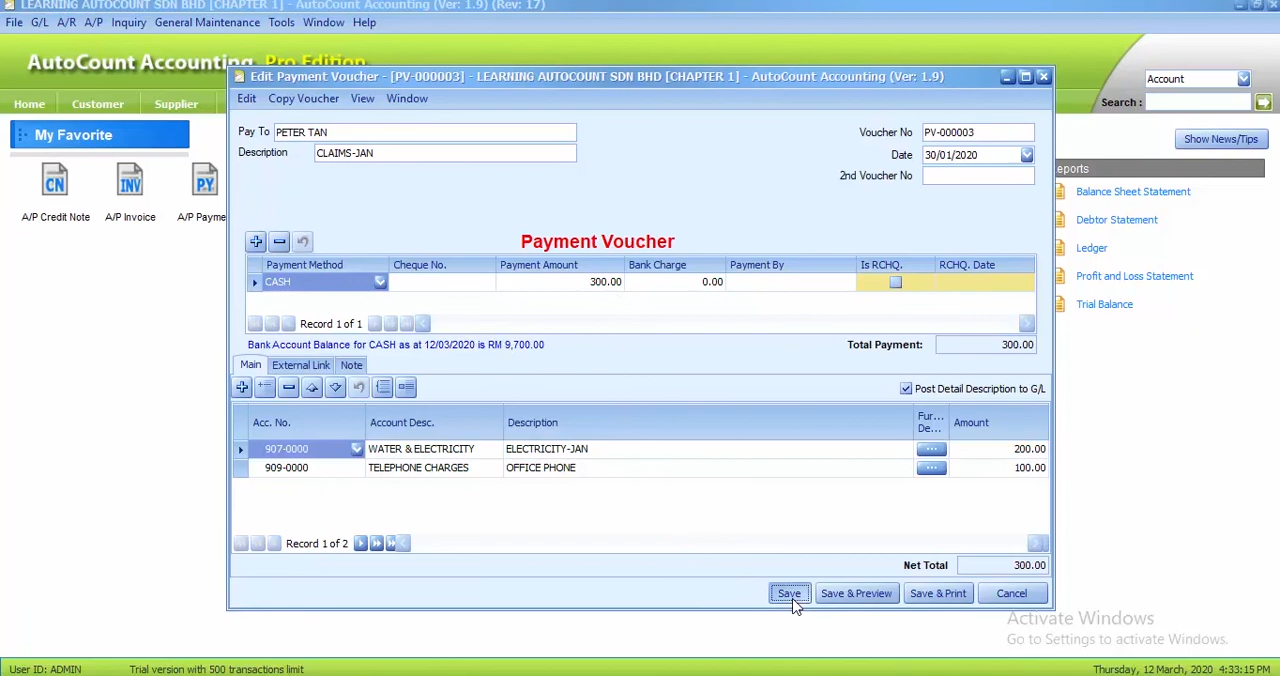 LEARNING AUTOCOUNT SDN BHD [CHAPTER 1] - AutoCount Accounting (Ver: 1.9) (Rev: 17)
File G/L A/R A/P Inquiry General Maintenance Tools Window Help
AutoCount Accounting Pro Edition
Account
Search :
Home Customer Supplier
My Favorite
Show News/Tips
eports
A/P Credit Note A/P Invoice A/P Payme
Balance Sheet Statement
Debtor Statement
Ledger
Profit and Loss Statement
Trial Balance
Edit Payment Voucher - [PV-000003] - LEARNING AUTOCOUNT SDN BHD [CHAPTER 1] - AutoCount Accounting (Ver: 1.9)
Edit Copy Voucher View Window
Pay To PETER TAN Voucher No PV-000003
Description CLAIMS-JAN Date 30/01/2020
2nd Voucher No
Payment Voucher
Payment Method Cheque No. Payment Amount Bank Charge Payment By Is RCHQ. RCHQ. Date
CASH 300.00 0.00
Record 1 of 1
Bank Account Balance for CASH as at 12/03/2020 is RM 9,700.00 Total Payment: 300.00
Main External Link Note
Post Detail Description to G/L
Acc. No. Account Desc. Description Fur... De... Amount
907-0000 WATER & ELECTRICITY ELECTRICITY-JAN ... 200.00
909-0000 TELEPHONE CHARGES OFFICE PHONE ... 100.00
Record 1 of 2
Net Total 300.00
Save Save & Preview Save & Print Cancel
Activate Windows
Go to Settings to activate Windows.
User ID: ADMIN Trial version with 500 transactions limit Thursday, 12 March, 2020 4:33:15 PM